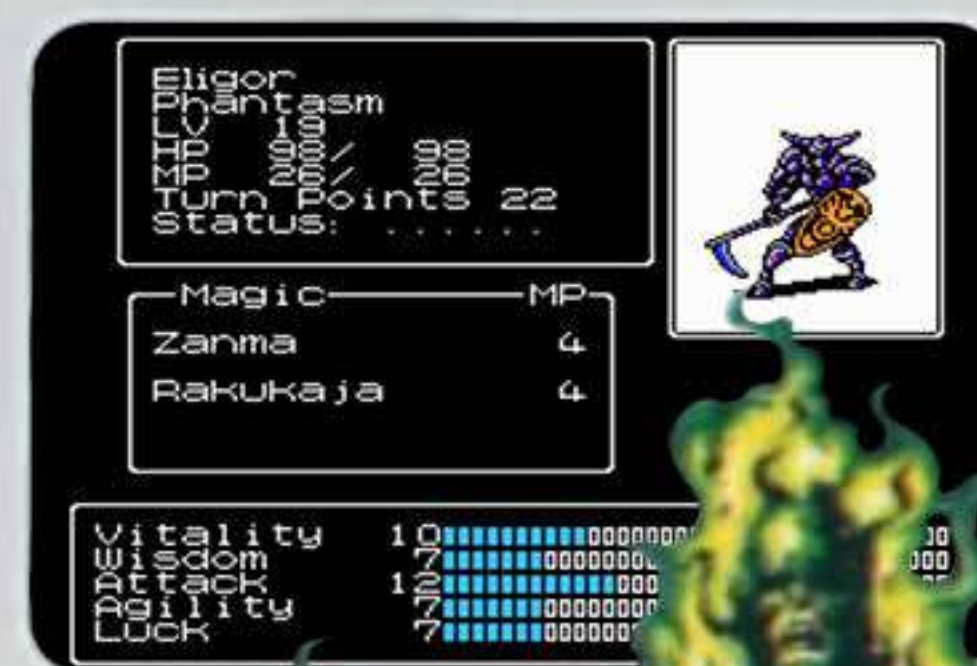 Eligor
Phantasm
LV 19
HP 98/ 98
MP 26/ 26
Turn Points 22
Status: ......
Magic MP
Zanma 4
Rakukaja 4
Vitality 10
Wisdom 7
Attack 12
Agility 7
Luck 7